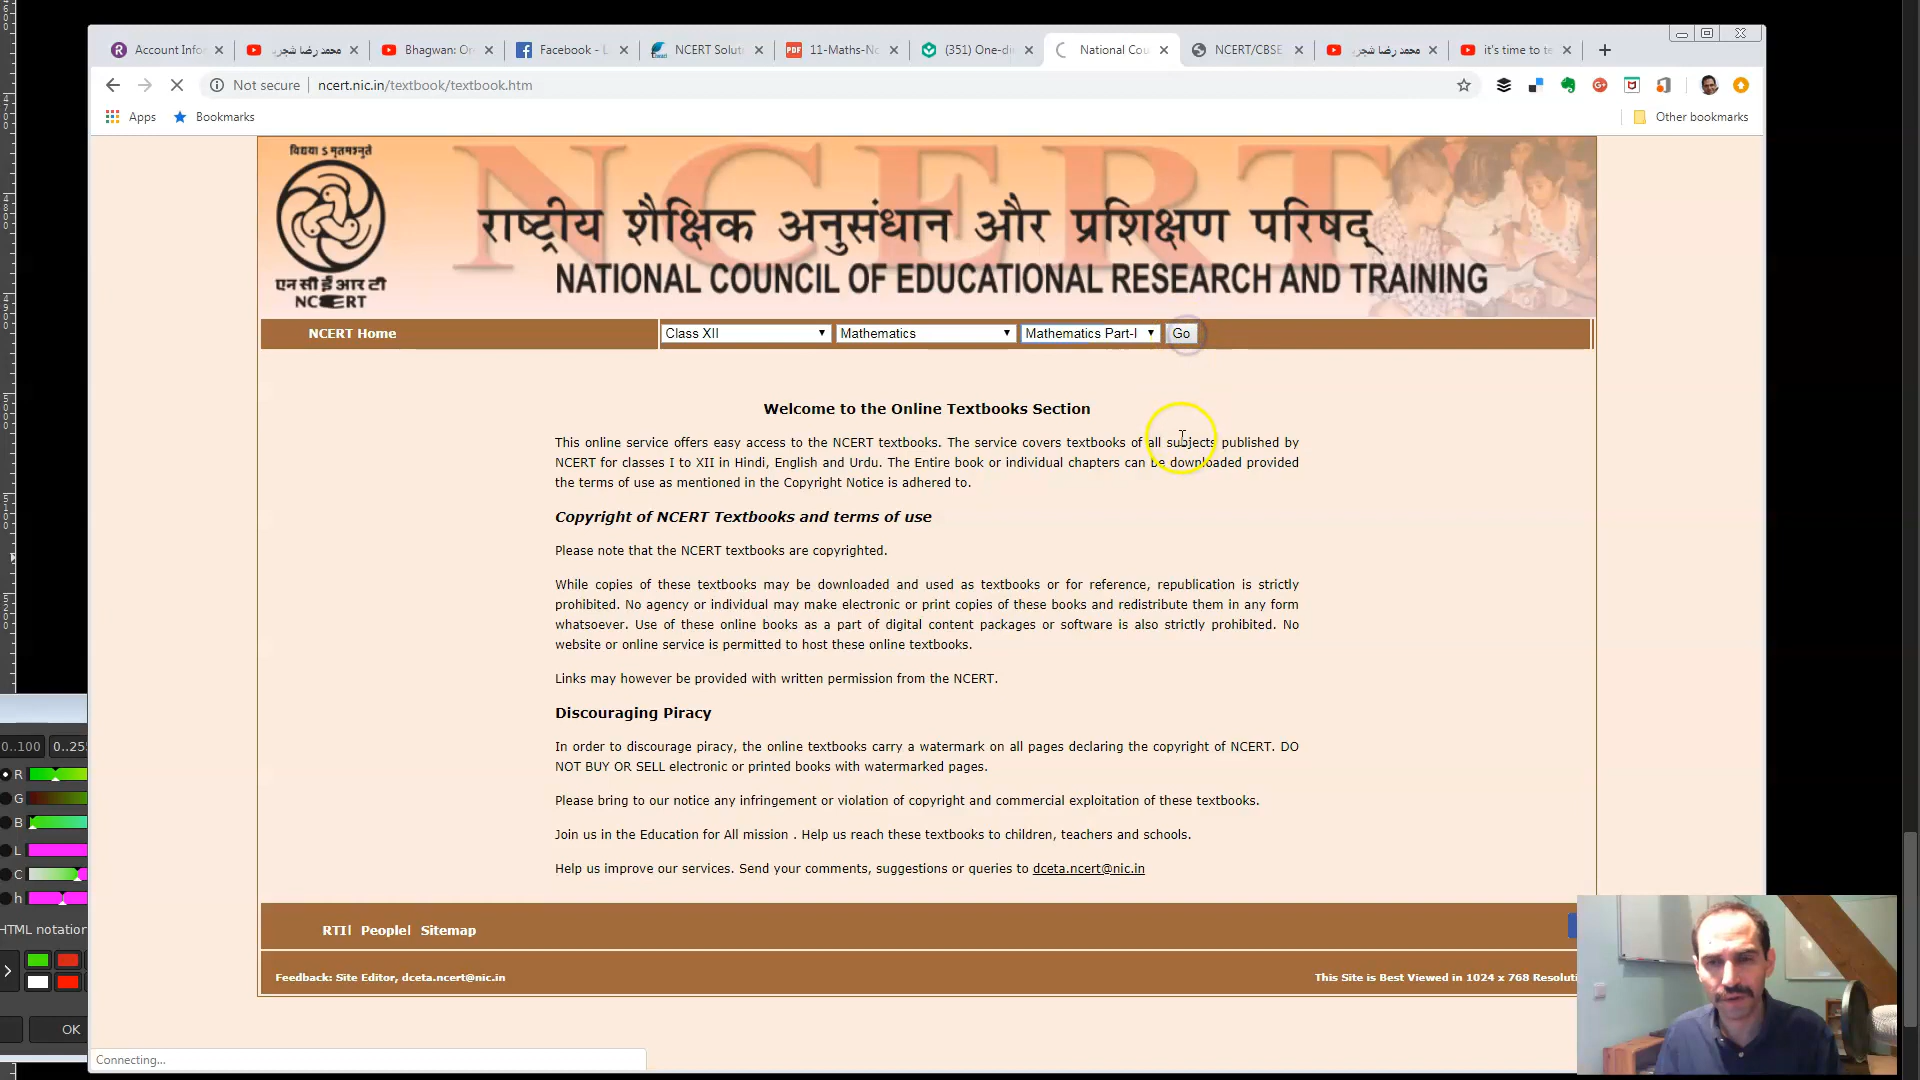 Account Infor
محمد رضا شجری
Bhagwan: On
Facebook - L
NCERT Soluti
11-Maths-Nc
(351) One-di
National Cou
NCERT/CBSE
محمد رضا شجری
it's time to te
Not secure
ncert.nic.in/textbook/textbook.htm
Apps
Bookmarks
Other bookmarks
विद्यया ऽ मृतमश्नुते
एन सी ई आर टी
NCERT
NCERT
राष्ट्रीय शैक्षिक अनुसंधान और प्रशिक्षण परिषद्
NATIONAL COUNCIL OF EDUCATIONAL RESEARCH AND TRAINING
NCERT Home
Class XII
Mathematics
Mathematics Part-I
Go
Welcome to the Online Textbooks Section
This online service offers easy access to the NCERT textbooks. The service covers textbooks of all subjects published by
NCERT for classes I to XII in Hindi, English and Urdu. The Entire book or individual chapters can be downloaded provided
the terms of use as mentioned in the Copyright Notice is adhered to.
Copyright of NCERT Textbooks and terms of use
Please note that the NCERT textbooks are copyrighted.
While copies of these textbooks may be downloaded and used as textbooks or for reference, republication is strictly
prohibited. No agency or individual may make electronic or print copies of these books and redistribute them in any form
whatsoever. Use of these online books as a part of digital content packages or software is also strictly prohibited. No
website or online service is permitted to host these online textbooks.
Links may however be provided with written permission from the NCERT.
Discouraging Piracy
In order to discourage piracy, the online textbooks carry a watermark on all pages declaring the copyright of NCERT. DO
NOT BUY OR SELL electronic or printed books with watermarked pages.
Please bring to our notice any infringement or violation of copyright and commercial exploitation of these textbooks.
Join us in the Education for All mission . Help us reach these textbooks to children, teachers and schools.
Help us improve our services. Send your comments, suggestions or queries to dceta.ncert@nic.in
RTI| People| Sitemap
Feedback: Site Editor, dceta.ncert@nic.in
This Site is Best Viewed in 1024 x 768 Resoluti
Connecting...
0..100
0..255
R
G
B
L
C
h
HTML notation
OK